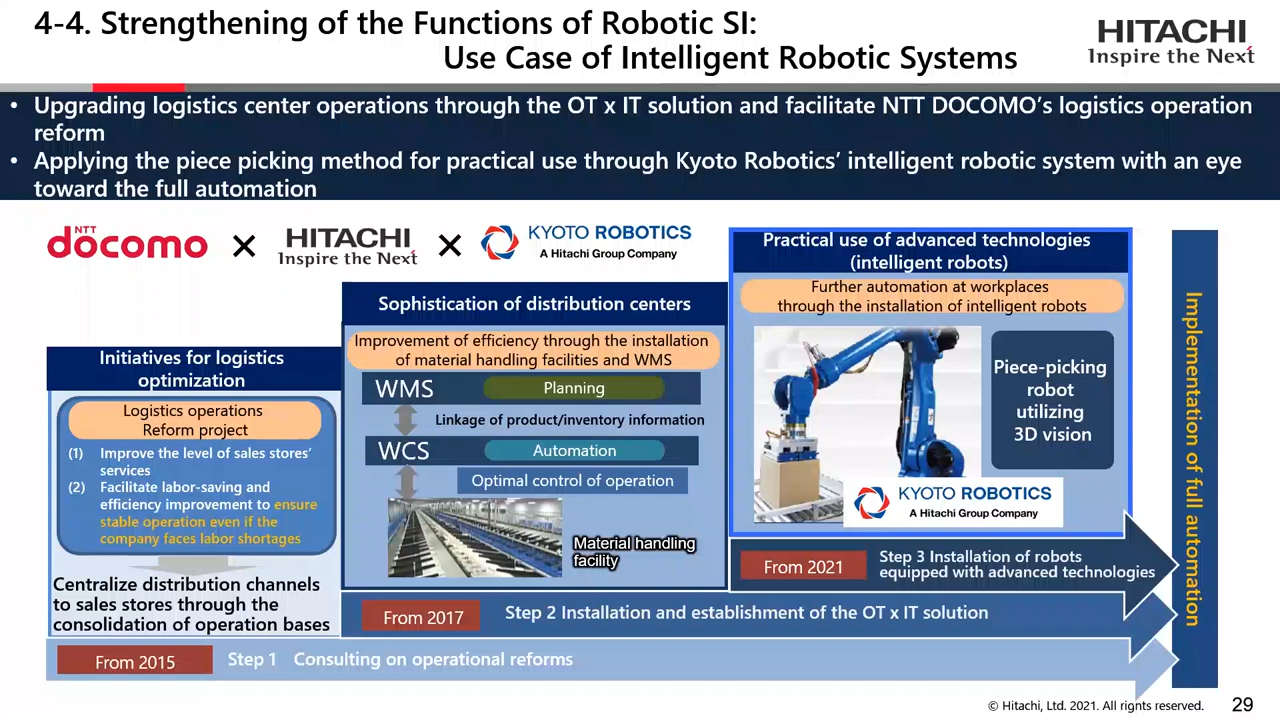 4-4. Strengthening of the Functions of Robotic SI:
Use Case of Intelligent Robotic Systems
HITACHI
Inspire the Next
• Upgrading logistics center operations through the OT x IT solution and facilitate NTT DOCOMO’s logistics operation
reform
• Applying the piece picking method for practical use through Kyoto Robotics’ intelligent robotic system with an eye
toward the full automation
NTT
döcomo
×
HITACHI
Inspire the Next
×
KYOTO ROBOTICS
A Hitachi Group Company
Initiatives for logistics
optimization
Logistics operations
Reform project
(1) Improve the level of sales stores’
services
(2) Facilitate labor-saving and
efficiency improvement to ensure
stable operation even if the
company faces labor shortages
Centralize distribution channels
to sales stores through the
consolidation of operation bases
Sophistication of distribution centers
Improvement of efficiency through the installation
of material handling facilities and WMS
WMS Planning
Linkage of product/inventory information
WCS Automation
Optimal control of operation
Material handling
facility
Practical use of advanced technologies
(intelligent robots)
Further automation at workplaces
through the installation of intelligent robots
Piece-picking
robot
utilizing
3D vision
KYOTO ROBOTICS
A Hitachi Group Company
From 2021 Step 3 Installation of robots
equipped with advanced technologies
From 2017 Step 2 Installation and establishment of the OT x IT solution
From 2015 Step 1 Consulting on operational reforms
Implementation of full automation
© Hitachi, Ltd. 2021. All rights reserved. 29